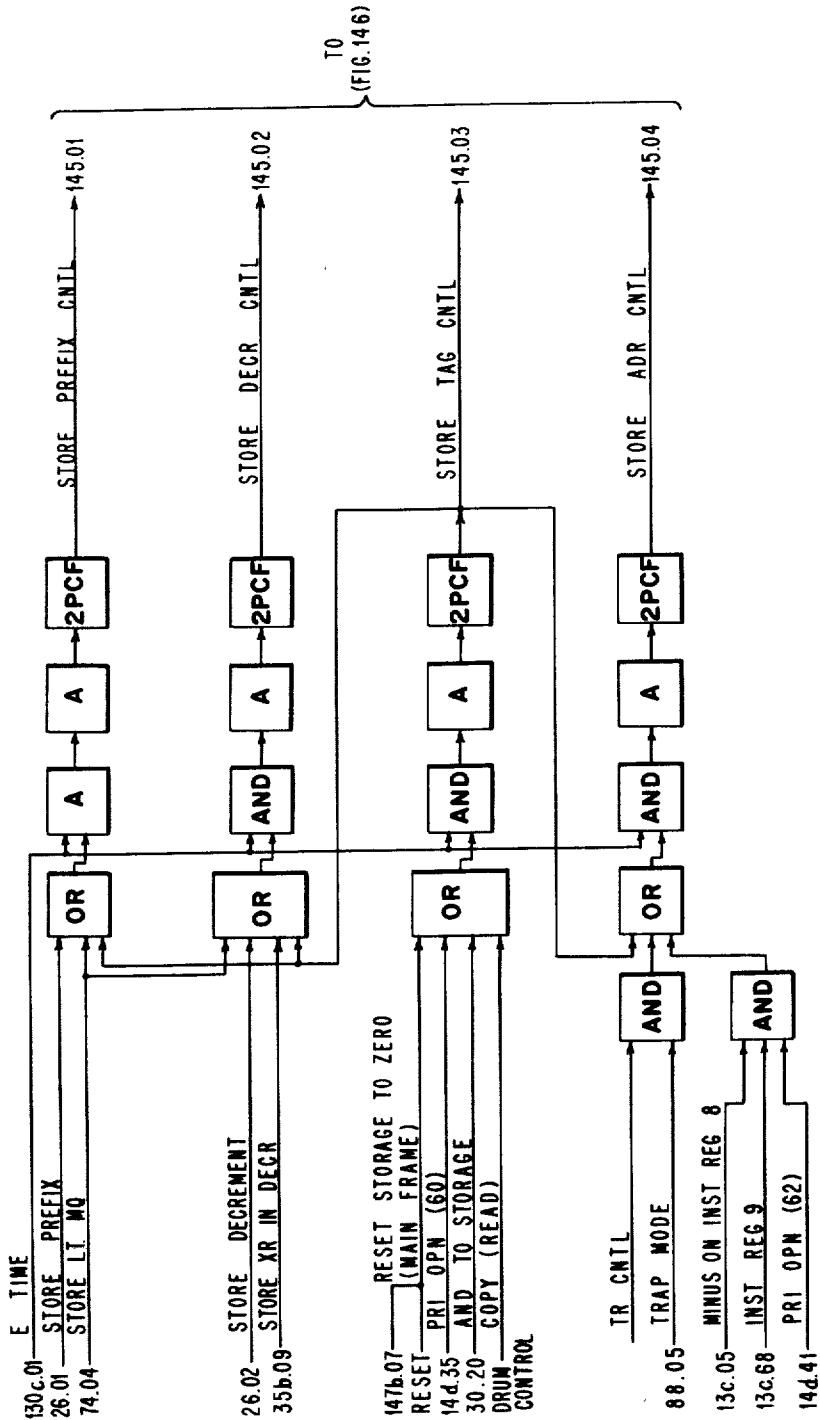 130c.01
E TIME
26.01
STORE PREFIX
74.04
STORE LT. MQ
OR
A
A
2PCF
STORE PREFIX CNTL
145.01
26.02
STORE DECREMENT
35b.09
STORE XR IN DECR
OR
AND
A
2PCF
STORE DECR CNTL
145.02
147b.07
RESET STORAGE TO ZERO
(MAIN FRAME)
RESET
14d.35
PRI OPN (60)
30.20
AND TO STORAGE
DRUM
CONTROL
COPY (READ)
OR
AND
A
2PCF
STORE TAG CNTL
145.03
TR CNTL
88.05
TRAP MODE
AND
13c.05
MINUS ON INST REG 8
13c.68
INST REG 9
14d.41
PRI OPN (62)
AND
OR
AND
A
2PCF
STORE ADR CNTL
145.04
TO
(FIG. 146)